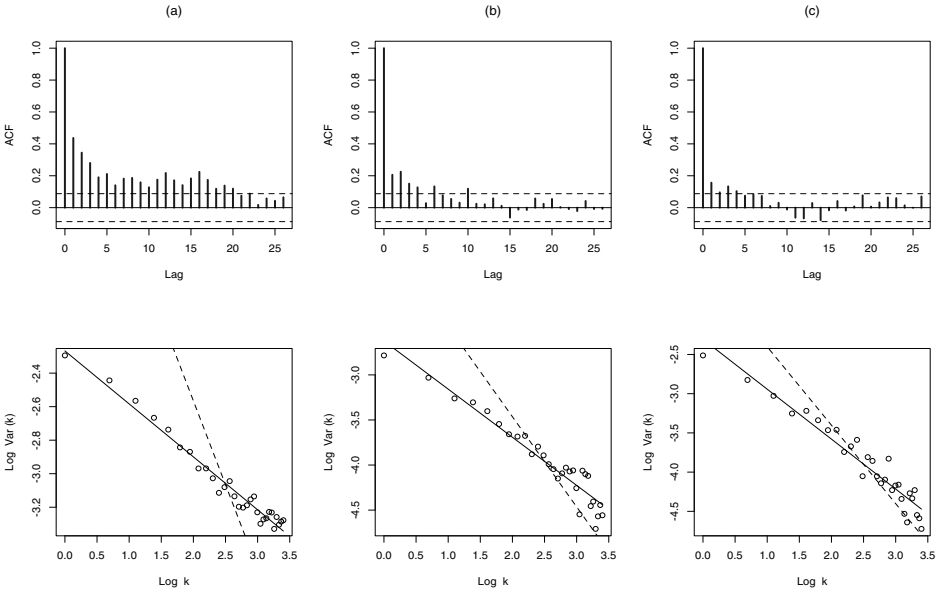 (a)
(b)
(c)
ACF
0.0 0.2 0.4 0.6 0.8 1.0
0 5 10 15 20 25
Lag
ACF
0.0 0.2 0.4 0.6 0.8 1.0
0 5 10 15 20 25
Lag
ACF
0.0 0.2 0.4 0.6 0.8 1.0
0 5 10 15 20 25
Lag
Log Var (k)
-3.2 -3.0 -2.8 -2.6 -2.4
0.0 0.5 1.0 1.5 2.0 2.5 3.0 3.5
Log k
Log Var (k)
-4.5 -4.0 -3.5 -3.0
0.0 0.5 1.0 1.5 2.0 2.5 3.0 3.5
Log k
Log Var (k)
-4.5 -4.0 -3.5 -3.0 -2.5
0.0 0.5 1.0 1.5 2.0 2.5 3.0 3.5
Log k